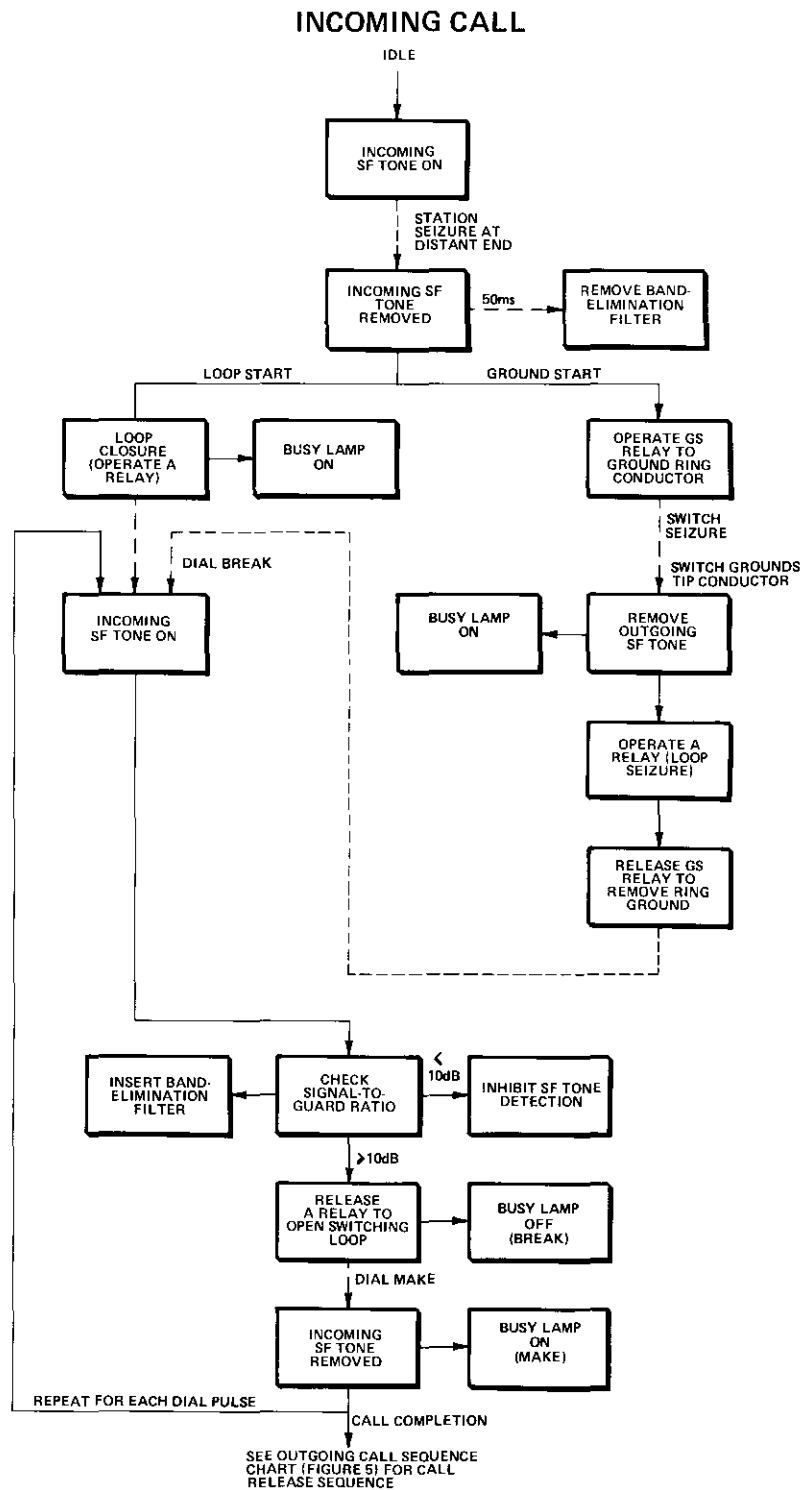 INCOMING CALL
IDLE
INCOMING
SF TONE ON
STATION
SEIZURE AT
DISTANT END
INCOMING SF
TONE
REMOVED
50ms
REMOVE BAND-
ELIMINATION
FILTER
LOOP START
GROUND START
LOOP
CLOSURE
(OPERATE A
RELAY)
BUSY LAMP
ON
OPERATE GS
RELAY TO
GROUND RING
CONDUCTOR
SWITCH
SEIZURE
SWITCH GROUNDS
TIP CONDUCTOR
DIAL BREAK
INCOMING
SF TONE ON
BUSY LAMP
ON
REMOVE
OUTGOING
SF TONE
OPERATE A
RELAY (LOOP
SEIZURE)
RELEASE GS
RELAY TO
REMOVE RING
GROUND
INSERT BAND-
ELIMINATION
FILTER
CHECK
SIGNAL-TO-
GUARD RATIO
<
10dB
INHIBIT SF TONE
DETECTION
>10dB
RELEASE
A RELAY TO
OPEN SWITCHING
LOOP
BUSY LAMP
OFF
(BREAK)
DIAL MAKE
INCOMING
SF TONE
REMOVED
BUSY LAMP
ON
(MAKE)
REPEAT FOR EACH DIAL PULSE
CALL COMPLETION
SEE OUTGOING CALL SEQUENCE
CHART (FIGURE 5) FOR CALL
RELEASE SEQUENCE